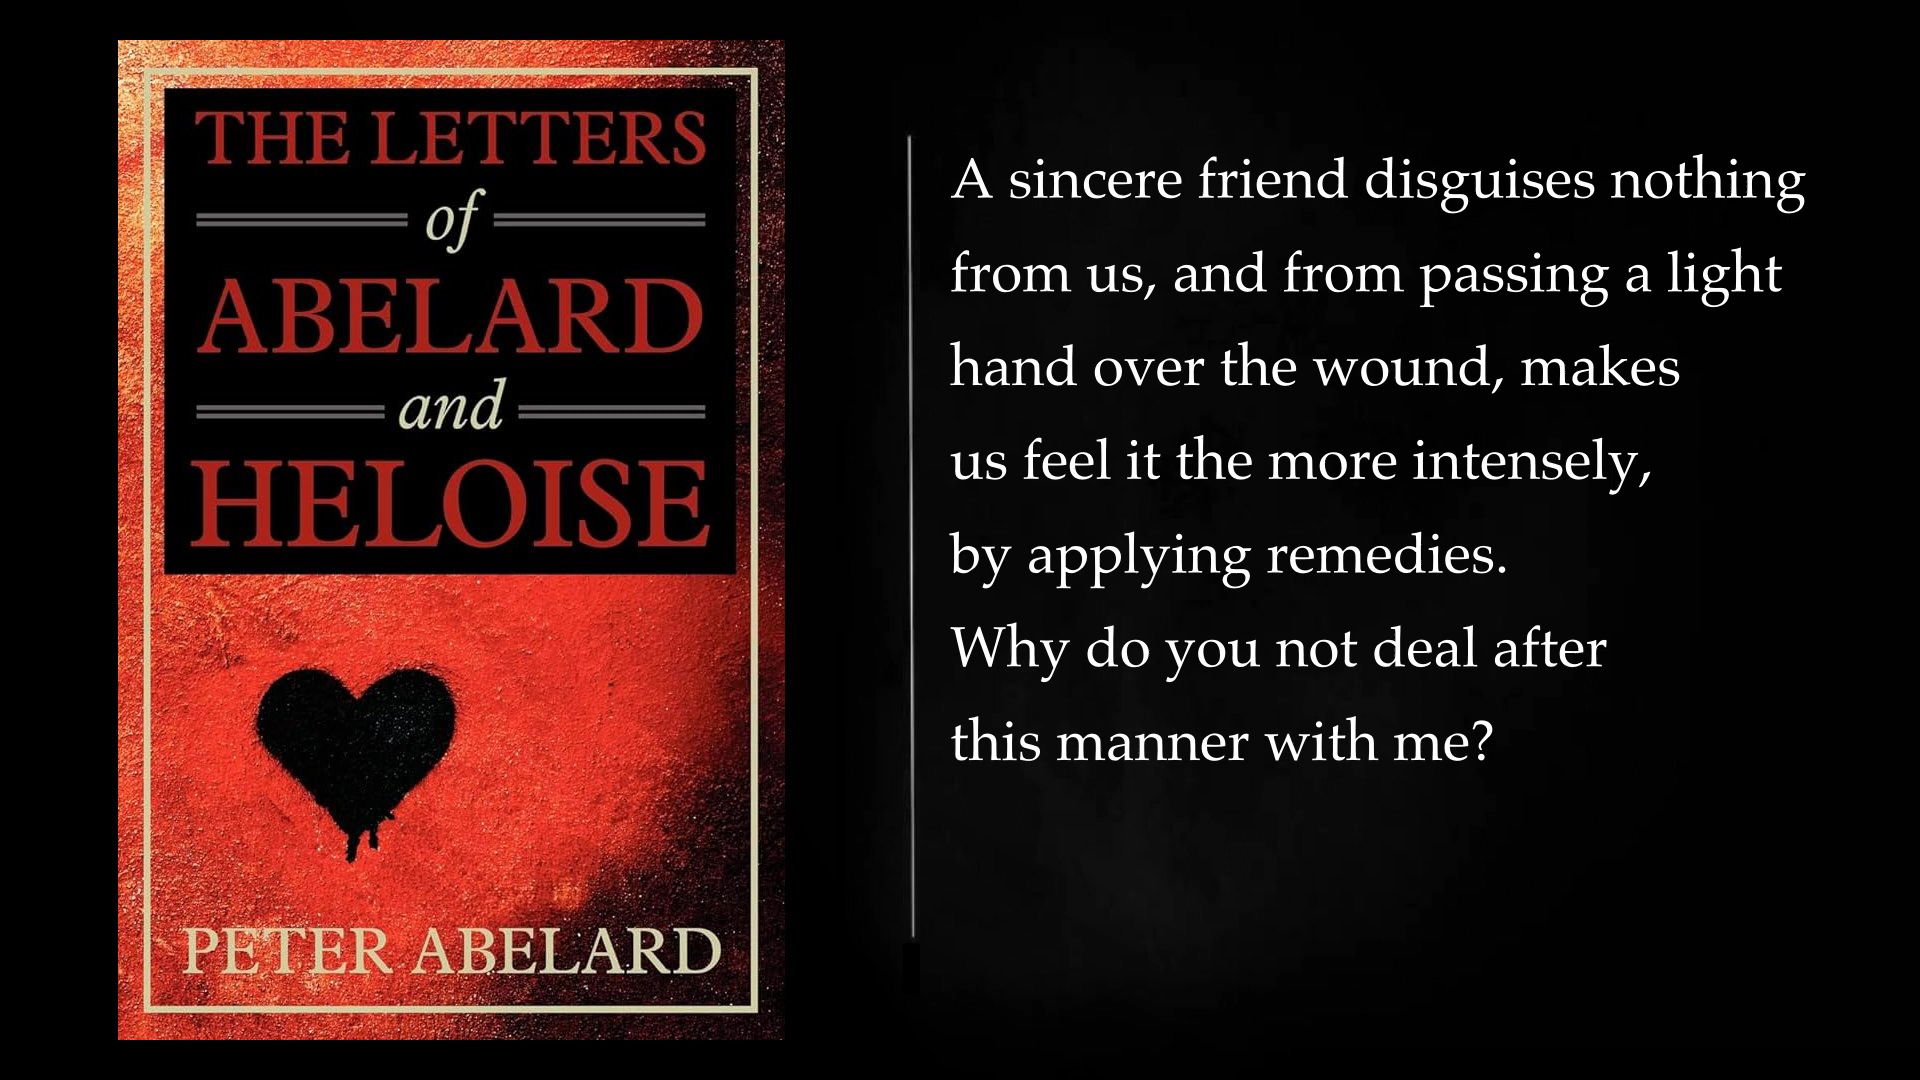 THE LETTERS
of
ABELARD
and
HELOISE
PETER ABELARD
A sincere friend disguises nothing
from us, and from passing a light
hand over the wound, makes
us feel it the more intensely,
by applying remedies.
Why do you not deal after
this manner with me?